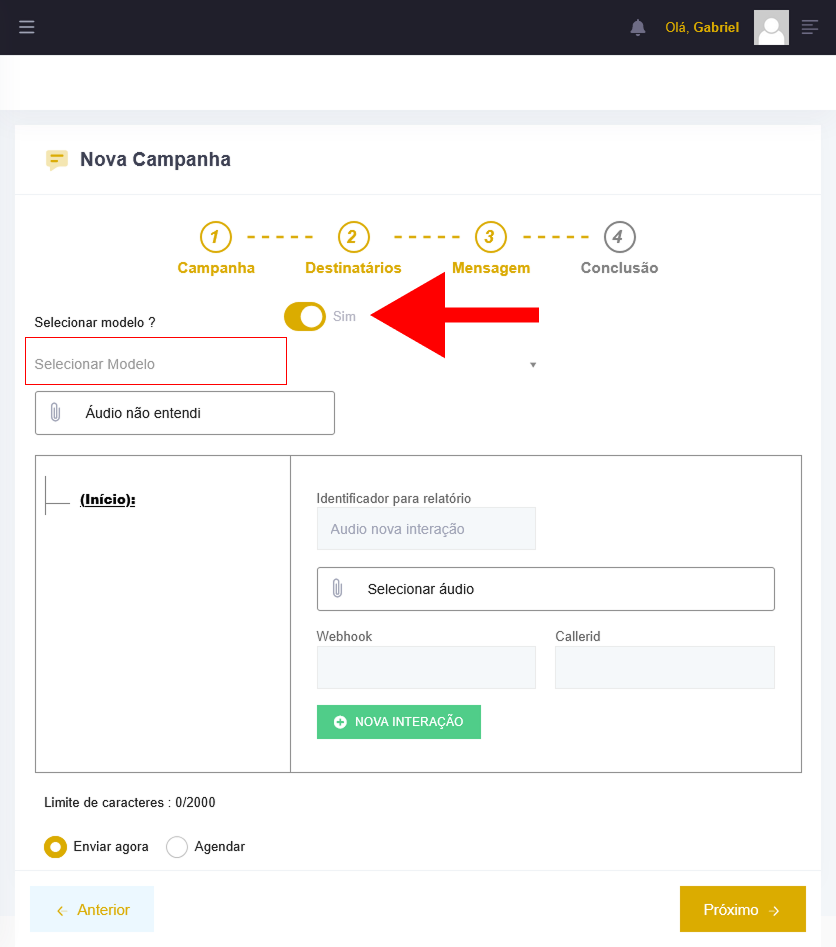 Olá, Gabriel
Nova Campanha
1 2 3 4
Campanha Destinatários Mensagem Conclusão
Selecionar modelo ? Sim
Selecionar Modelo
Áudio não entendi
(Início):
Identificador para relatório
Audio nova interação
Selecionar áudio
Webhook Callerid
NOVA INTERAÇÃO
Limite de caracteres : 0/2000
Enviar agora Agendar
Anterior Próximo